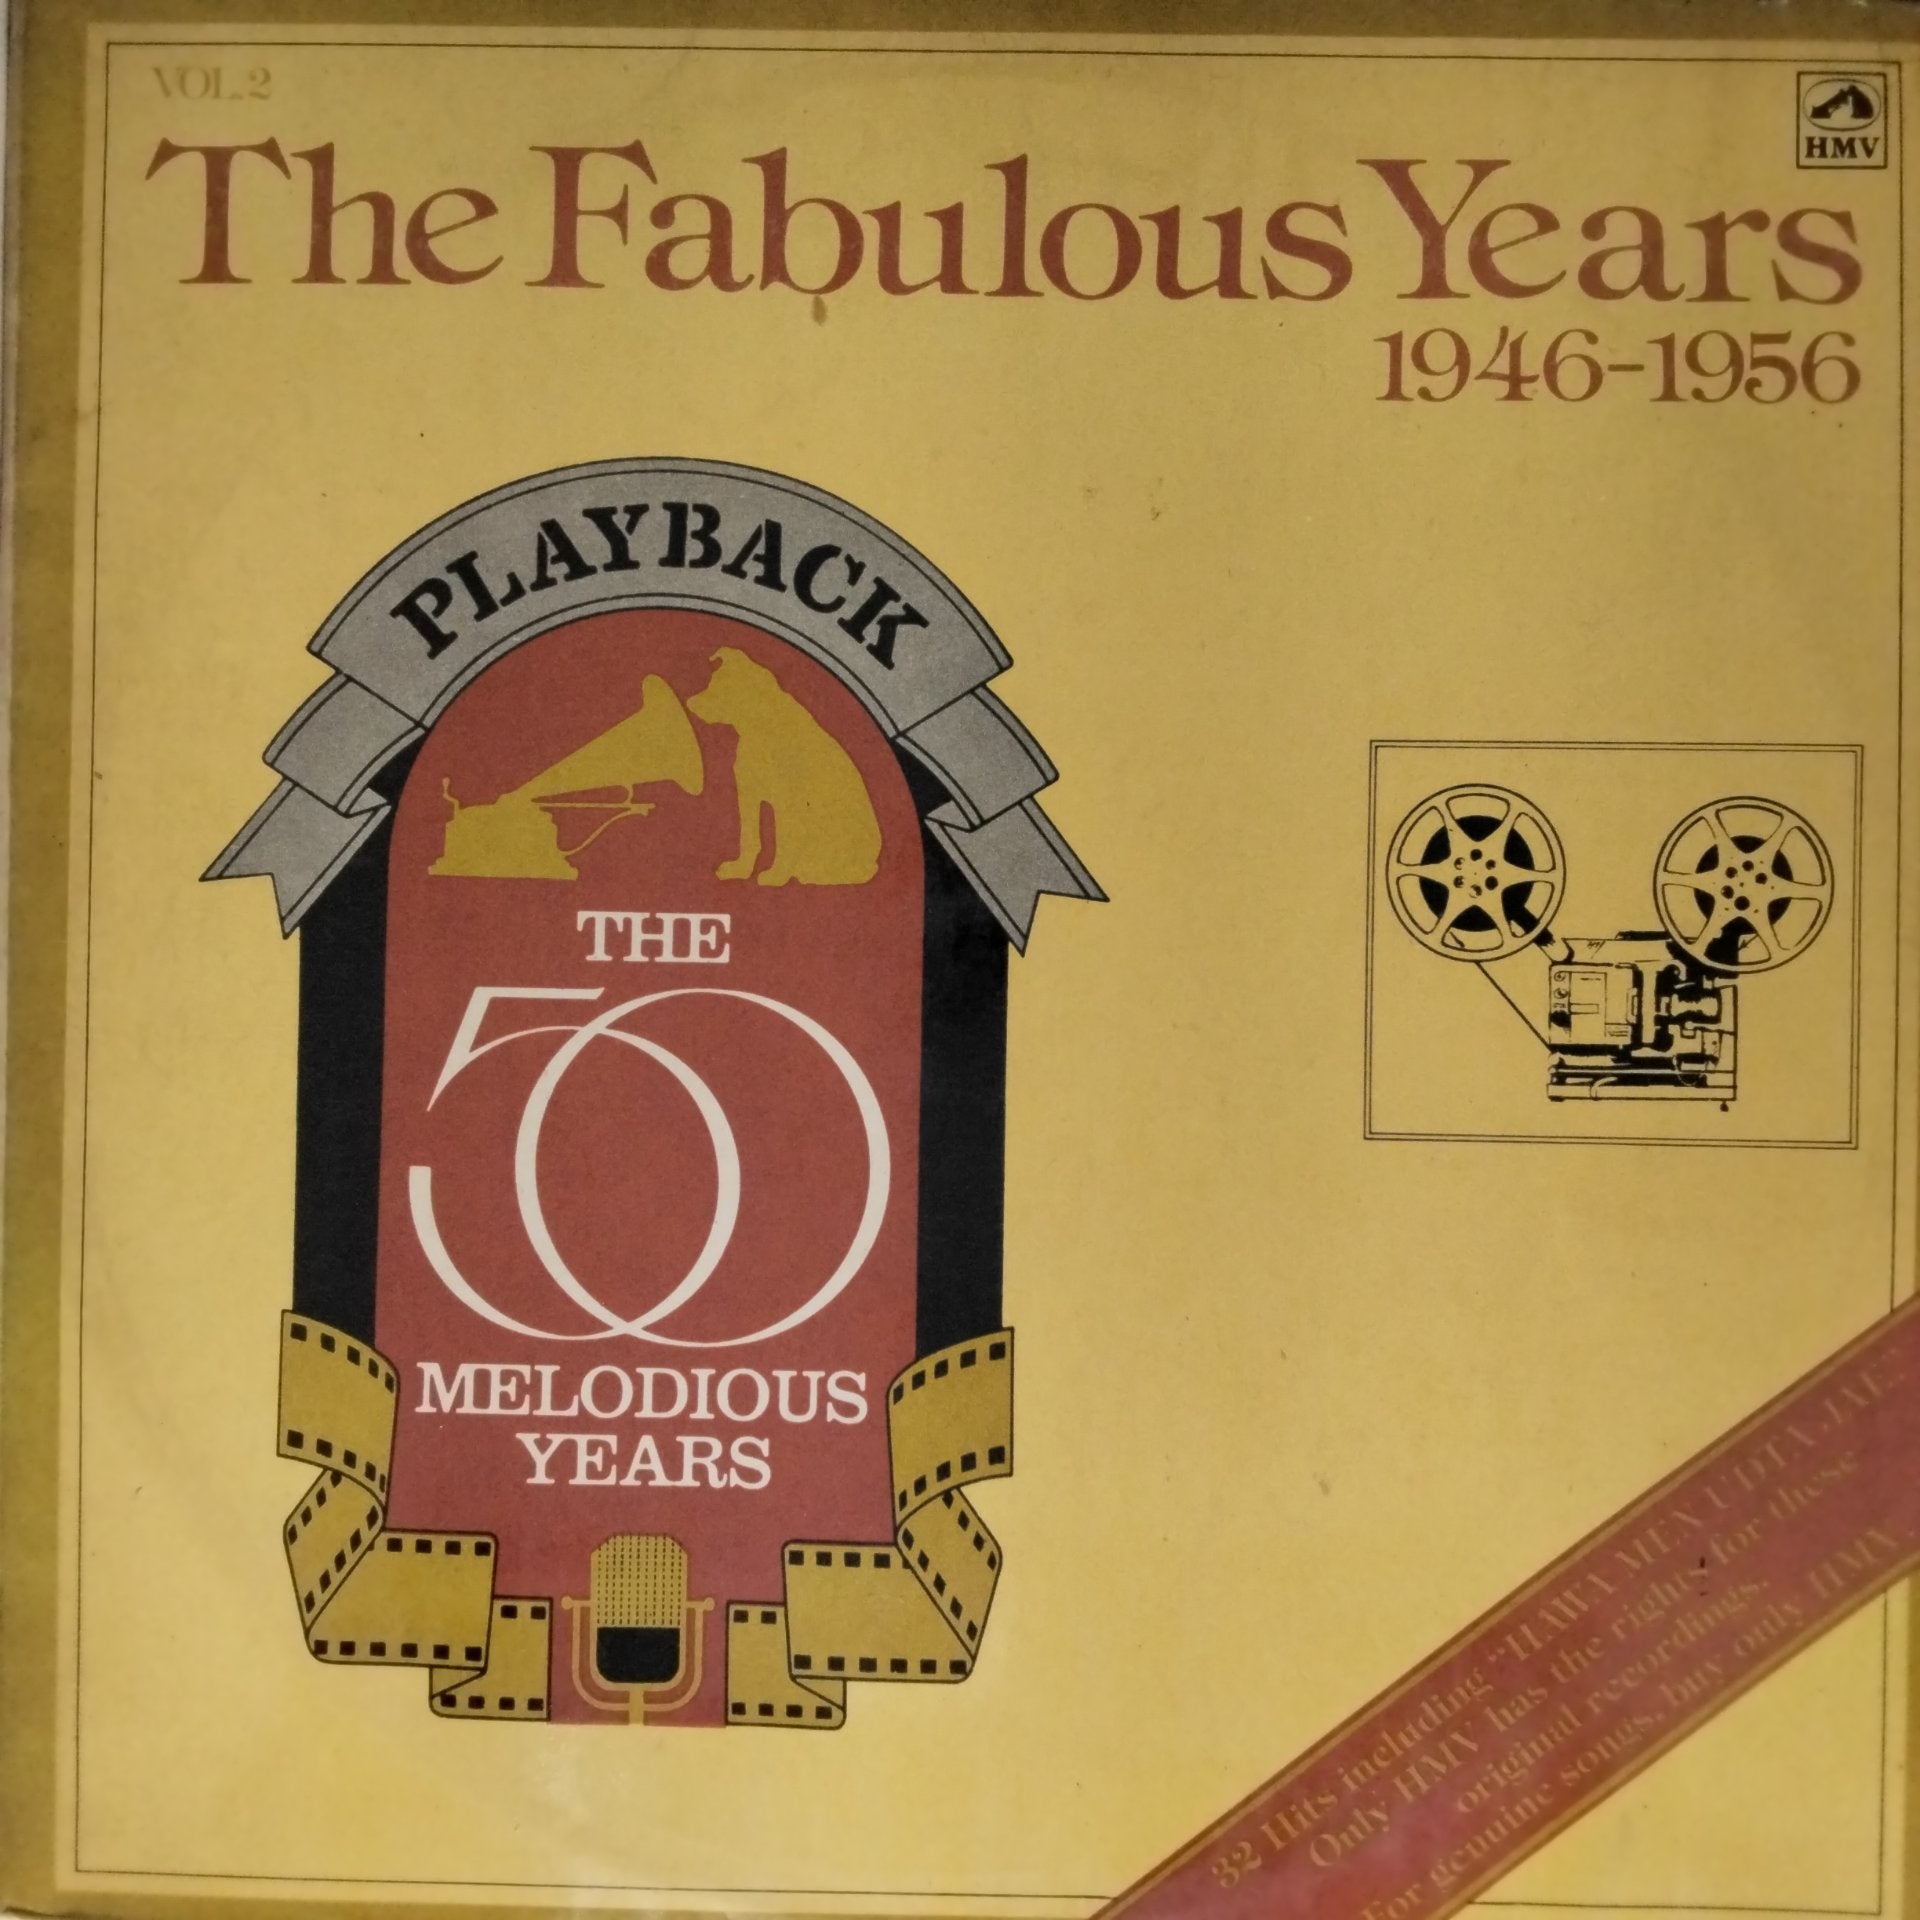 VOL.2
HMV
The Fabulous Years
1946-1956
PLAYBACK
THE
50
MELODIOUS
YEARS
32 Hits including "HAWA MEN UDTA JAE"
Only HMV has the rights for these
original recordings.
For genuine songs, buy only HMV.